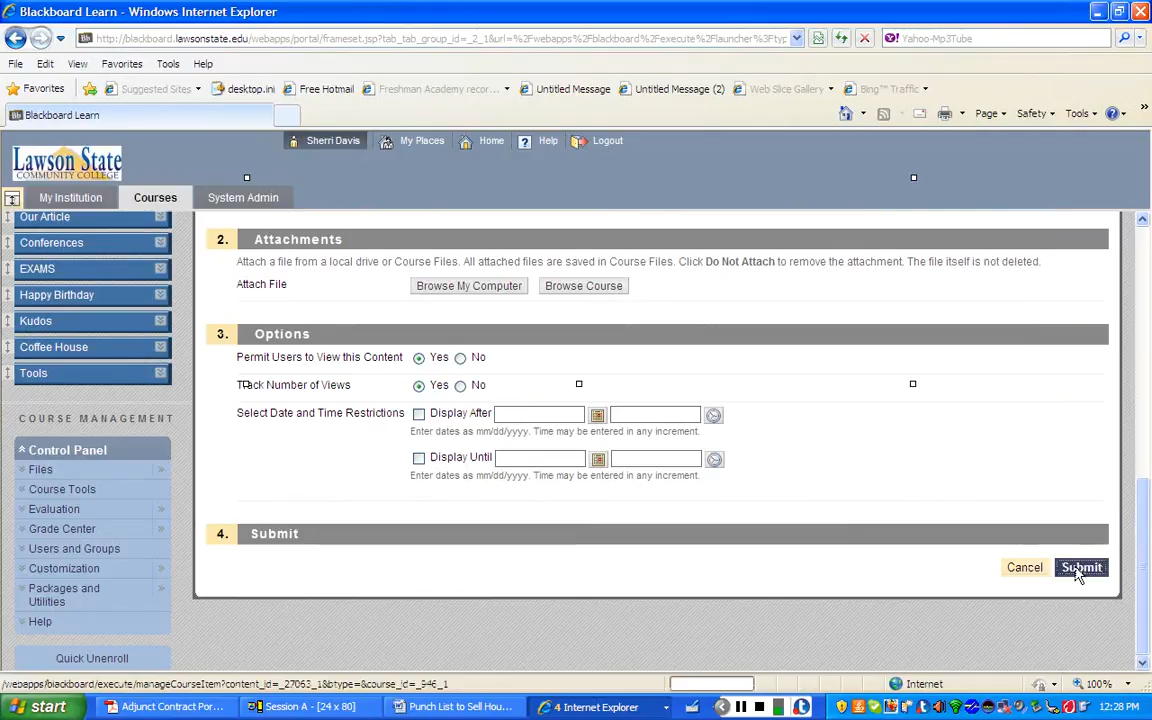 Blackboard Learn - Windows Internet Explorer
http://blackboard.lawsonstate.edu/webapps/portal/frameset.jsp?tab_tab_group_id=_2_1&url=%2Fwebapps%2Fblackboard%2Fexecute%2Flauncher%3Ftyp
Yahoo-Mp3Tube
File Edit View Favorites Tools Help
Favorites Suggested Sites desktop.ini Free Hotmail Freshman Academy recor... Untitled Message Untitled Message (2) Web Slice Gallery Bing™ Traffic
Blackboard Learn
Page Safety Tools
Sherri Davis My Places Home Help Logout
Lawson State
COMMUNITY COLLEGE
My Institution Courses System Admin
Our Article
Conferences
EXAMS
Happy Birthday
Kudos
Coffee House
Tools
COURSE MANAGEMENT
Control Panel
Files
Course Tools
Evaluation
Grade Center
Users and Groups
Customization
Packages and
Utilities
Help
Quick Unenroll
2. Attachments
Attach a file from a local drive or Course Files. All attached files are saved in Course Files. Click Do Not Attach to remove the attachment. The file itself is not deleted.
Attach File Browse My Computer Browse Course
3. Options
Permit Users to View this Content Yes No
Track Number of Views Yes No
Select Date and Time Restrictions Display After
Enter dates as mm/dd/yyyy. Time may be entered in any increment.
Display Until
Enter dates as mm/dd/yyyy. Time may be entered in any increment.
4. Submit
Cancel Submit
/webapps/blackboard/execute/manageCourseItem?content_id=_27063_1&btype=&course_id=_946_1
Internet 100%
start Adjunct Contract Por... Session A - [24 x 80] Punch List to Sell Hou... 4 Internet Explorer 12:28 PM